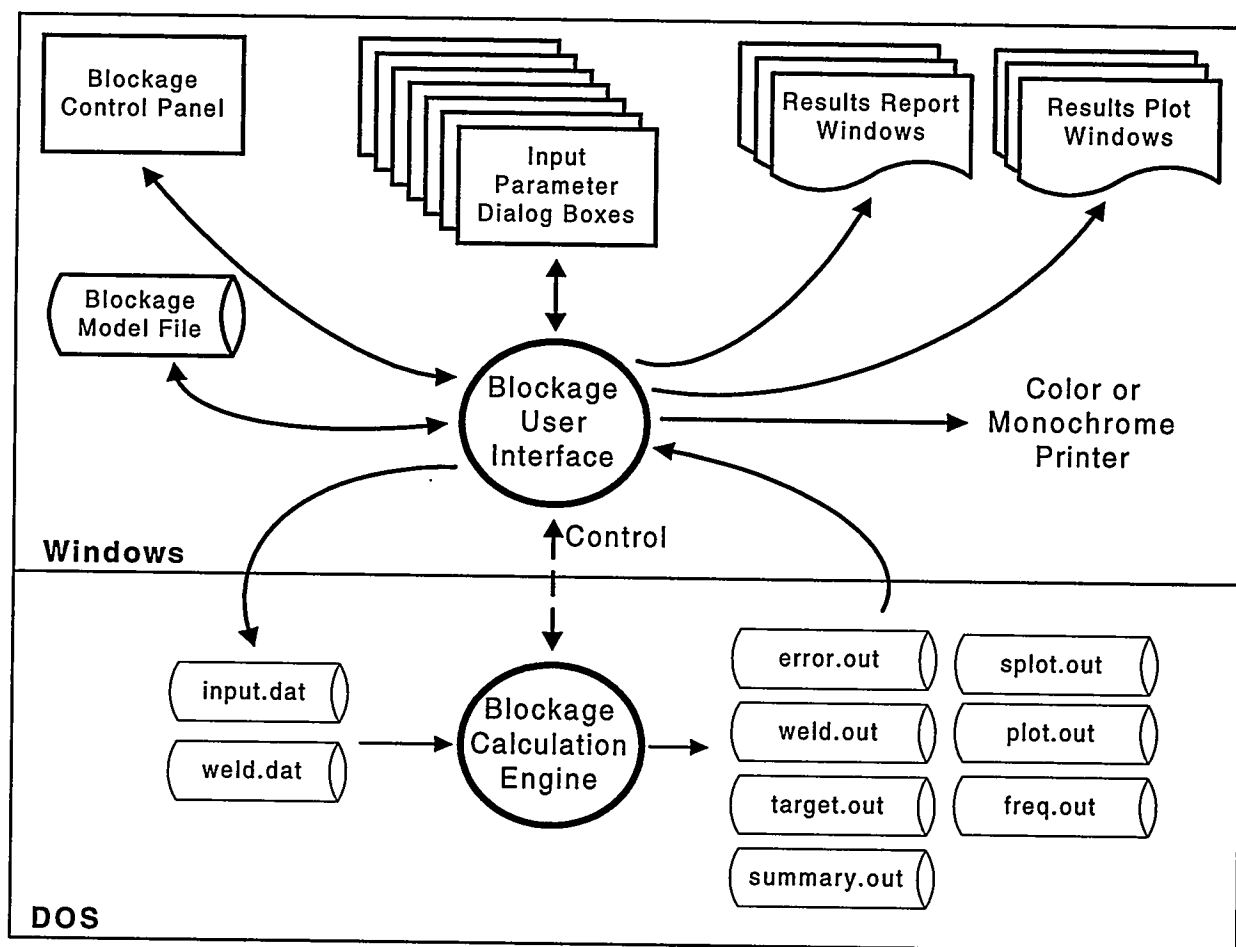 Blockage
Control Panel
Input
Parameter
Dialog Boxes
Results Report
Windows
Results Plot
Windows
Blockage
Model File
Blockage
User
Interface
Color or
Monochrome
Printer
Windows
Control
input.dat
weld.dat
Blockage
Calculation
Engine
error.out
splot.out
weld.out
plot.out
target.out
freq.out
summary.out
DOS